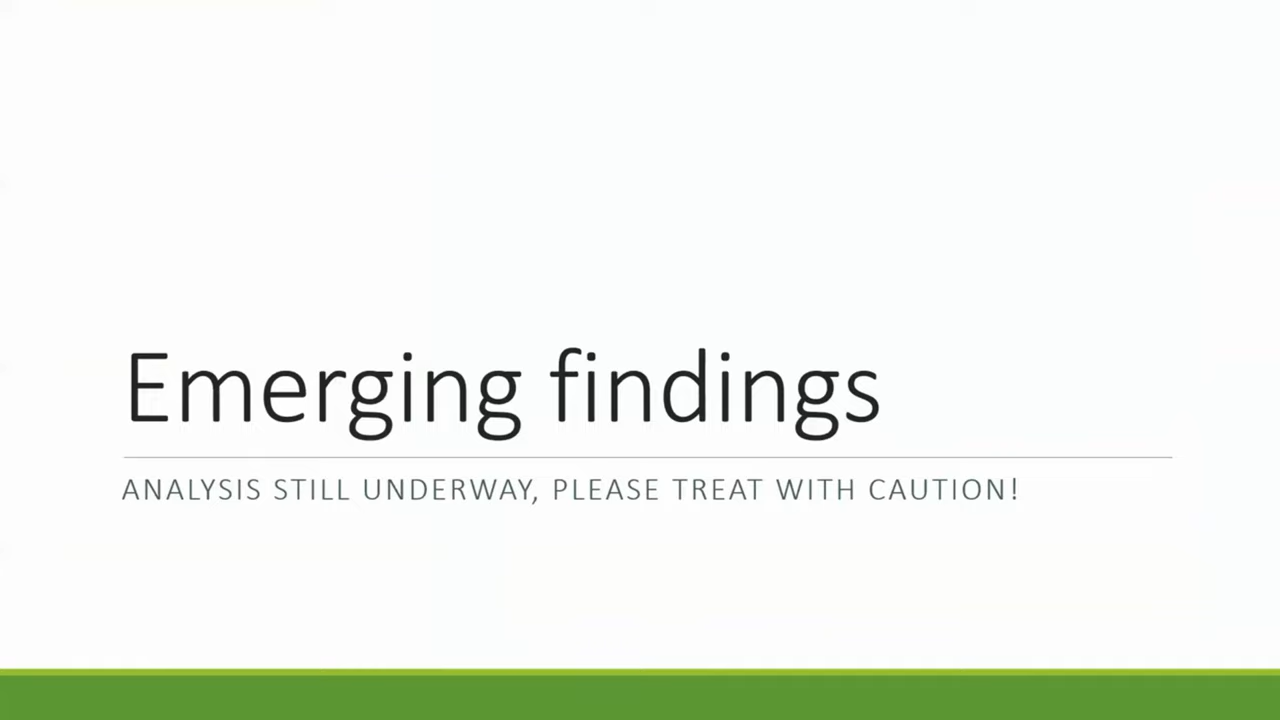 Emerging findings
ANALYSIS STILL UNDERWAY, PLEASE TREAT WITH CAUTION!